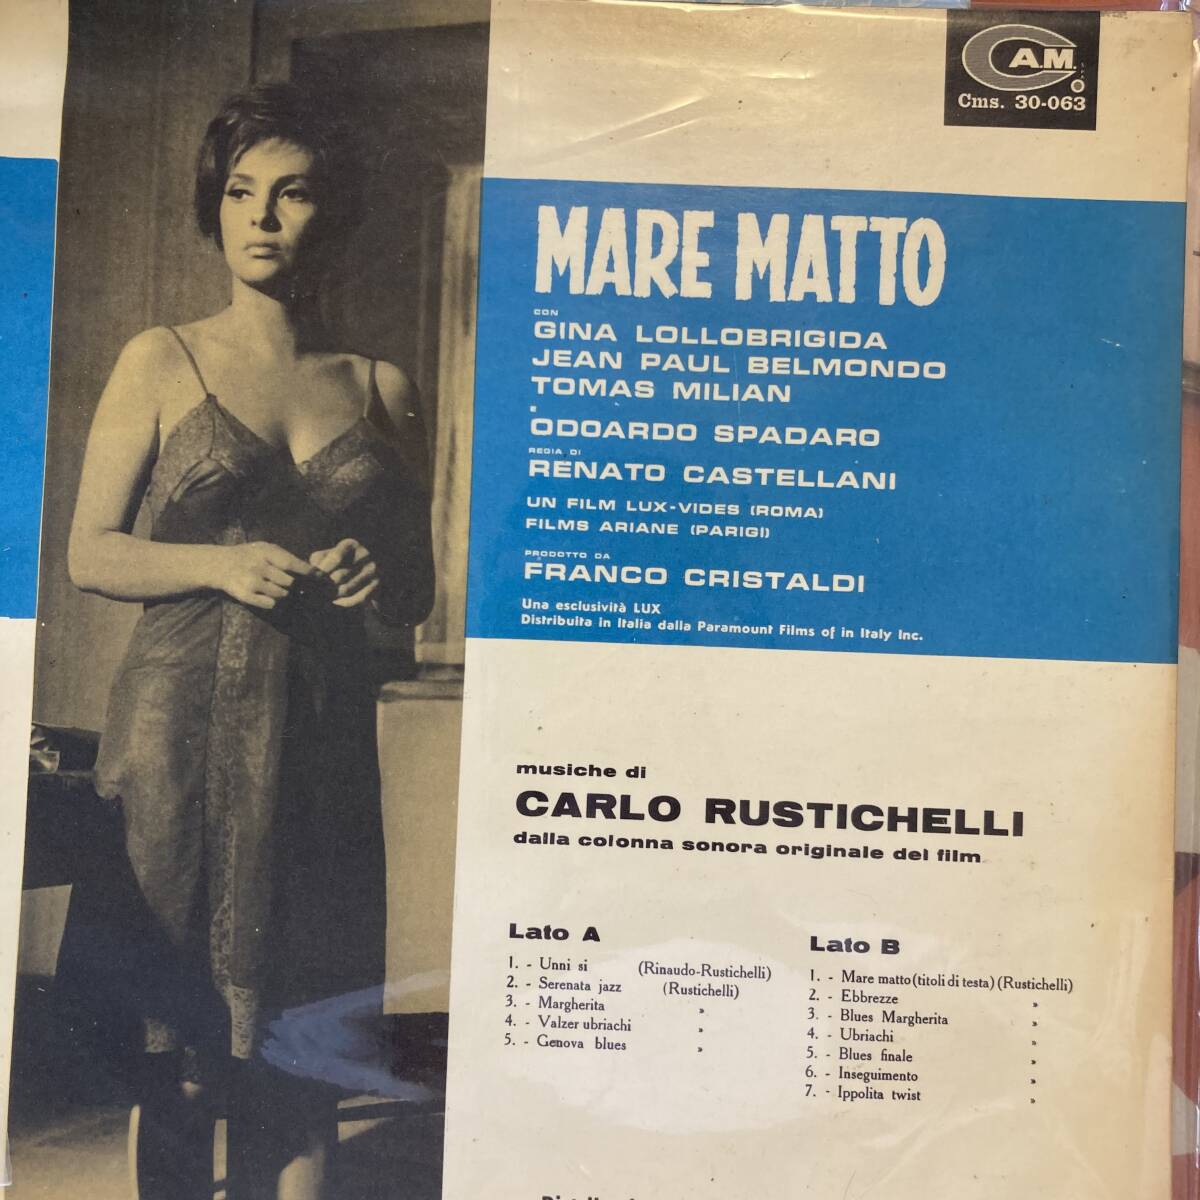 C A.M.
Cms. 30-063
MARE MATTO
CON
GINA LOLLOBRIGIDA
JEAN PAUL BELMONDO
TOMAS MILIAN
e
ODOARDO SPADARO
REGIA DI
RENATO CASTELLANI
UN FILM LUX-VIDES (ROMA)
FILMS ARIANE (PARIGI)
PRODOTTO DA
FRANCO CRISTALDI
Una esclusività LUX
Distribuita in Italia dalla Paramount Films of in Italy Inc.
musiche di
CARLO RUSTICHELLI
dalla colonna sonora originale del film
Lato A
1. - Unni si (Rinaudo-Rustichelli)
2. - Serenata jazz (Rustichelli)
3. - Margherita »
4. - Valzer ubriachi »
5. - Genova blues »
Lato B
1. - Mare matto (titoli di testa) (Rustichelli)
2. - Ebbrezze »
3. - Blues Margherita »
4. - Ubriachi »
5. - Blues finale »
6. - Inseguimento »
7. - Ippolita twist »